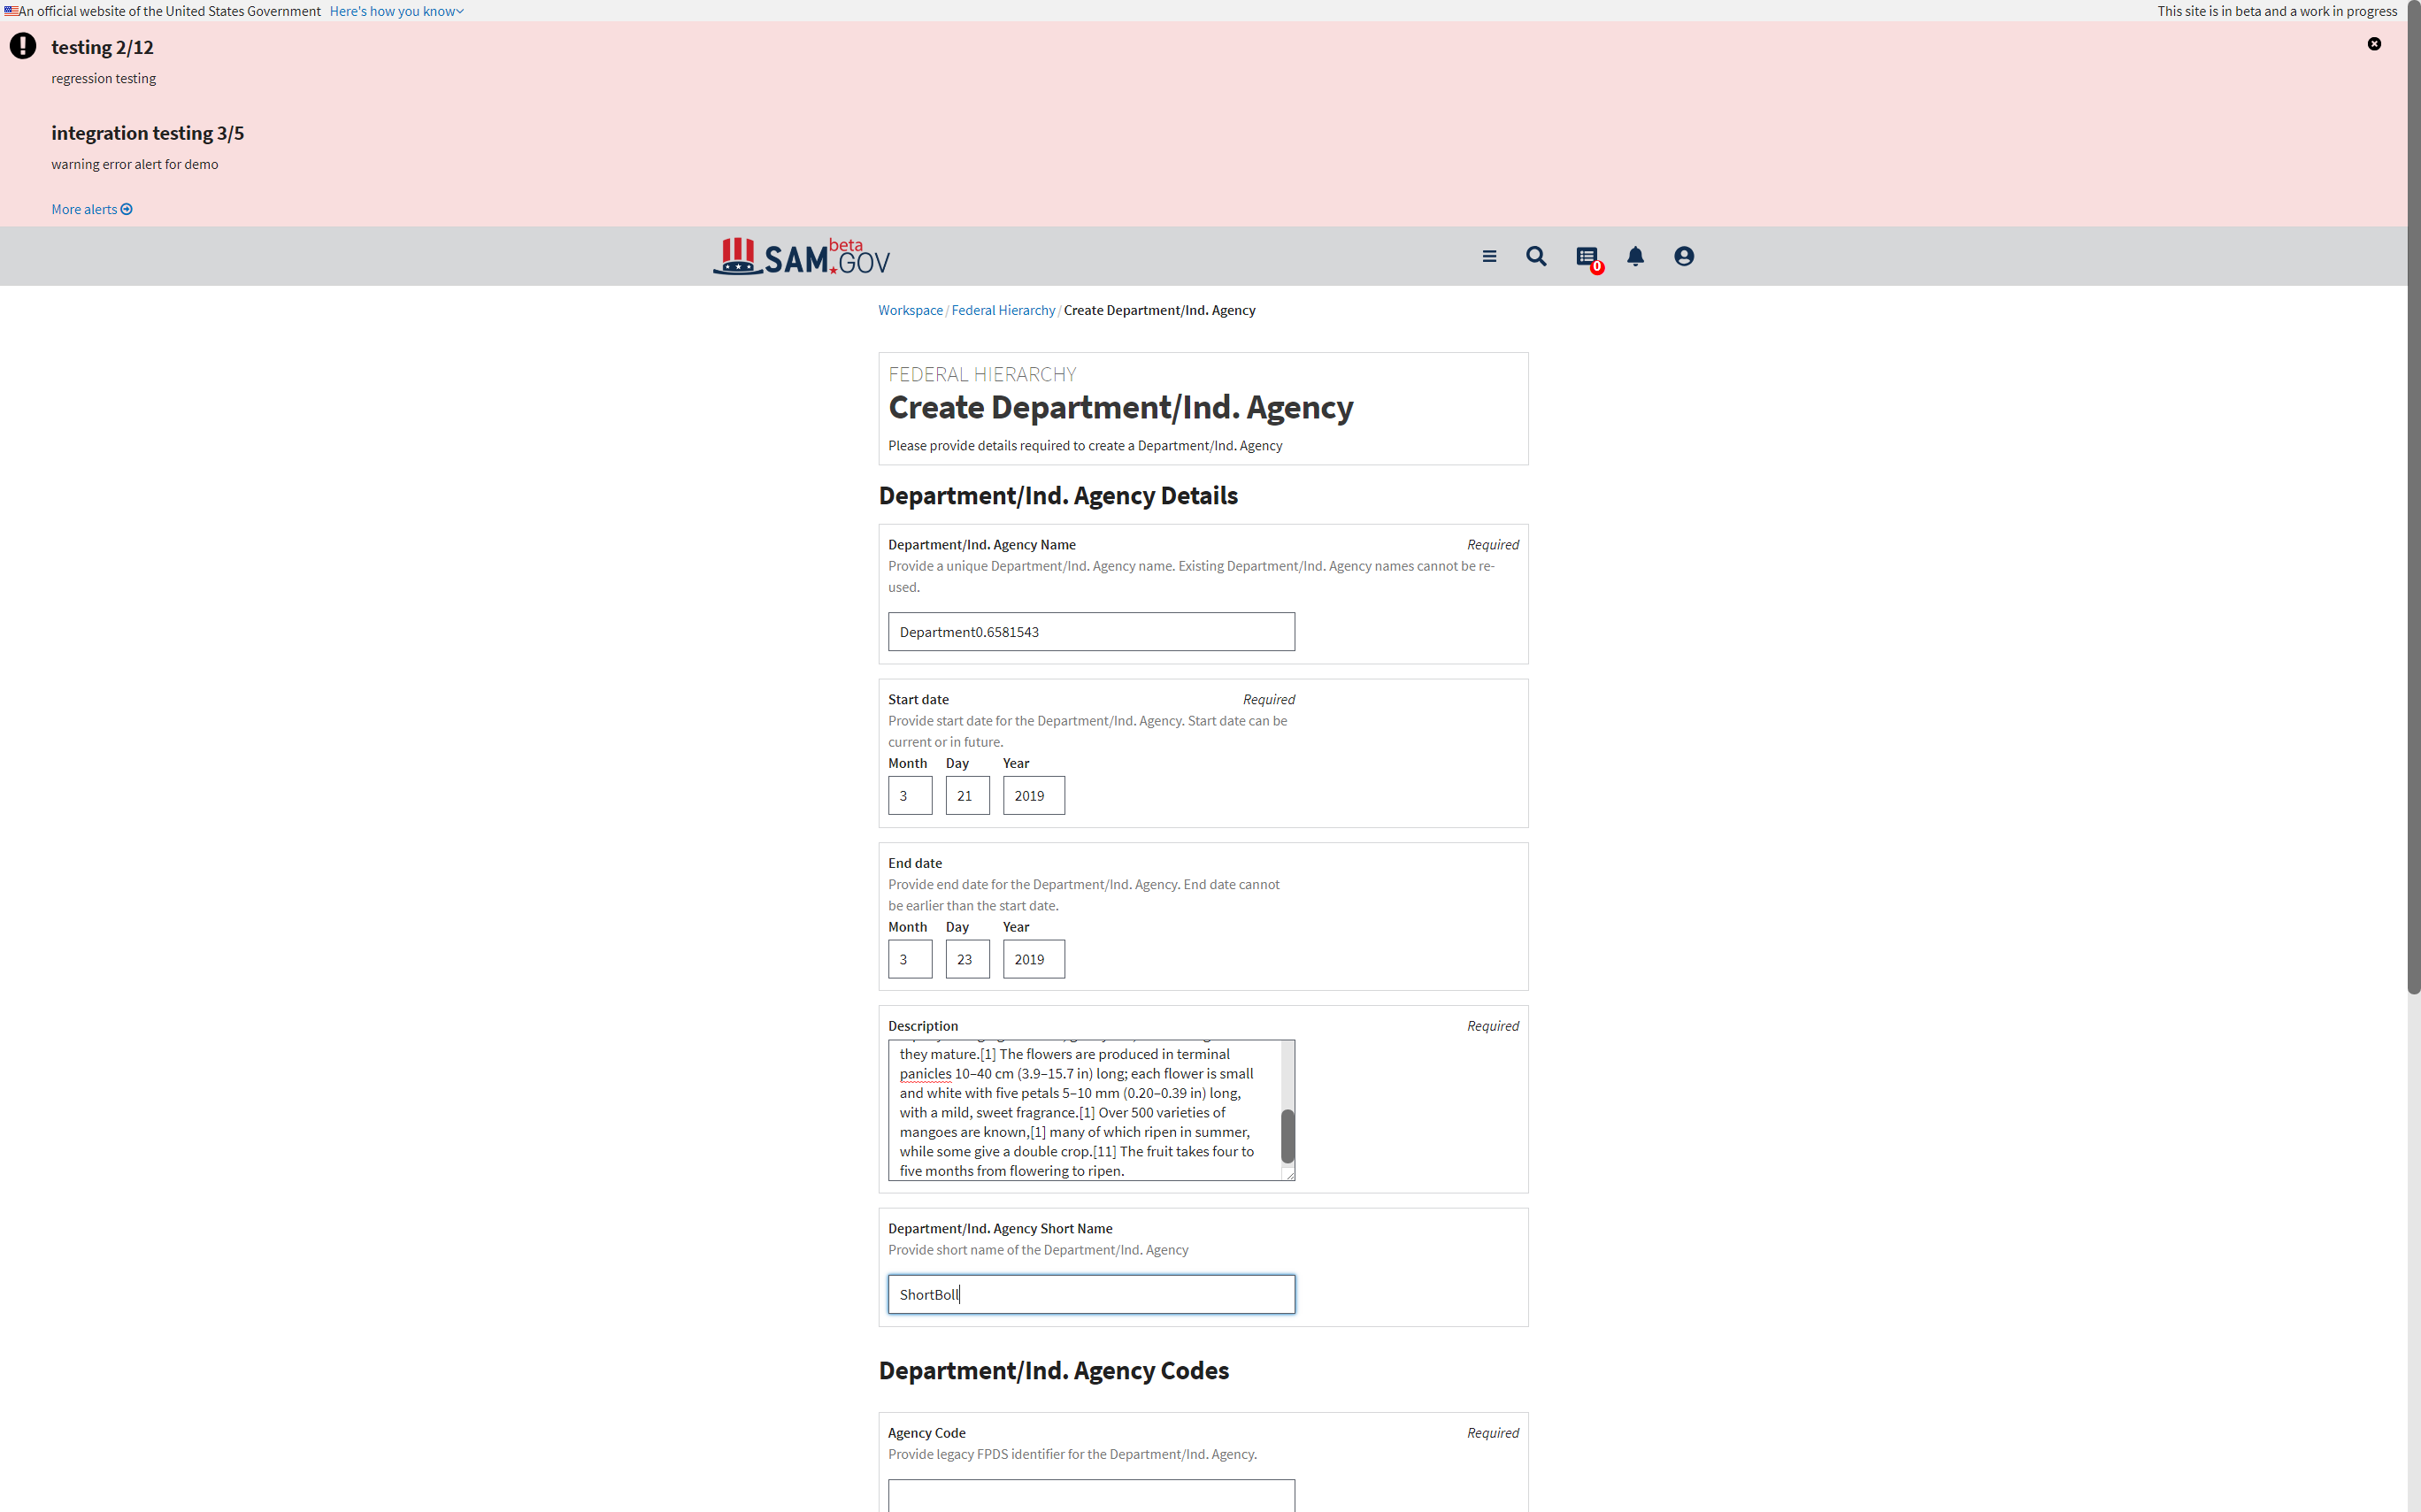 An official website of the United States Government Here's how you know
This site is in beta and a work in progress
testing 2/12
regression testing
integration testing 3/5
warning error alert for demo
More alerts
SAM.GOV beta
0
Workspace / Federal Hierarchy / Create Department/Ind. Agency
FEDERAL HIERARCHY
Create Department/Ind. Agency
Please provide details required to create a Department/Ind. Agency
Department/Ind. Agency Details
Department/Ind. Agency Name Required
Provide a unique Department/Ind. Agency name. Existing Department/Ind. Agency names cannot be re-
used.
Department0.6581543
Start date Required
Provide start date for the Department/Ind. Agency. Start date can be
current or in future.
Month Day Year
3 21 2019
End date
Provide end date for the Department/Ind. Agency. End date cannot
be earlier than the start date.
Month Day Year
3 23 2019
Description Required
they mature.[1] The flowers are produced in terminal
panicles 10–40 cm (3.9–15.7 in) long; each flower is small
and white with five petals 5–10 mm (0.20–0.39 in) long,
with a mild, sweet fragrance.[1] Over 500 varieties of
mangoes are known,[1] many of which ripen in summer,
while some give a double crop.[11] The fruit takes four to
five months from flowering to ripen.
Department/Ind. Agency Short Name
Provide short name of the Department/Ind. Agency
ShortBoll
Department/Ind. Agency Codes
Agency Code Required
Provide legacy FPDS identifier for the Department/Ind. Agency.